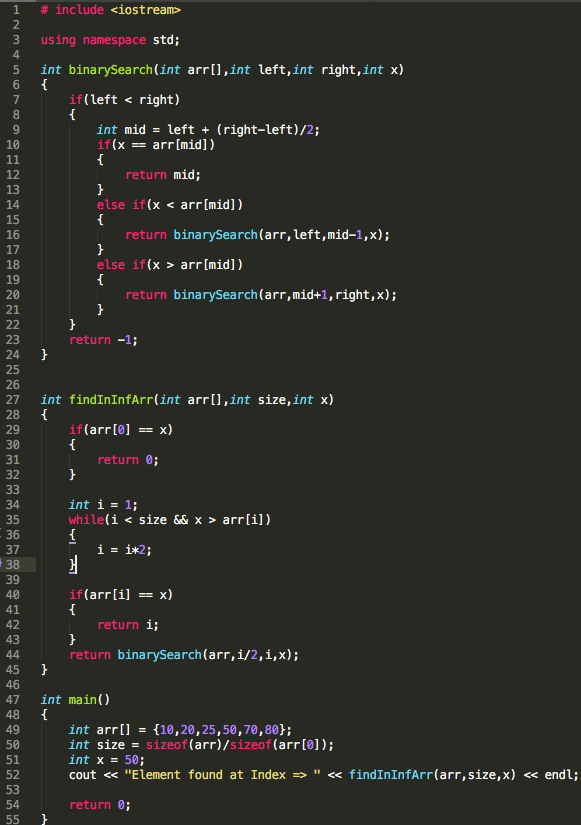 1 # include <iostream>
2
3 using namespace std;
4
5 int binarySearch(int arr[],int left,int right,int x)
6 {
7     if(left < right)
8     {
9         int mid = left + (right-left)/2;
10         if(x == arr[mid])
11         {
12             return mid;
13         }
14         else if(x < arr[mid])
15         {
16             return binarySearch(arr,left,mid-1,x);
17         }
18         else if(x > arr[mid])
19         {
20             return binarySearch(arr,mid+1,right,x);
21         }
22     }
23     return -1;
24 }
25
26
27 int findInInfArr(int arr[],int size,int x)
28 {
29     if(arr[0] == x)
30     {
31         return 0;
32     }
33
34     int i = 1;
35     while(i < size && x > arr[i])
36     {
37         i = i*2;
38     }
39
40     if(arr[i] == x)
41     {
42         return i;
43     }
44     return binarySearch(arr,i/2,i,x);
45 }
46
47 int main()
48 {
49     int arr[] = {10,20,25,50,70,80};
50     int size = sizeof(arr)/sizeof(arr[0]);
51     int x = 50;
52     cout << "Element found at Index => " << findInInfArr(arr,size,x) << endl;
53
54     return 0;
55 }